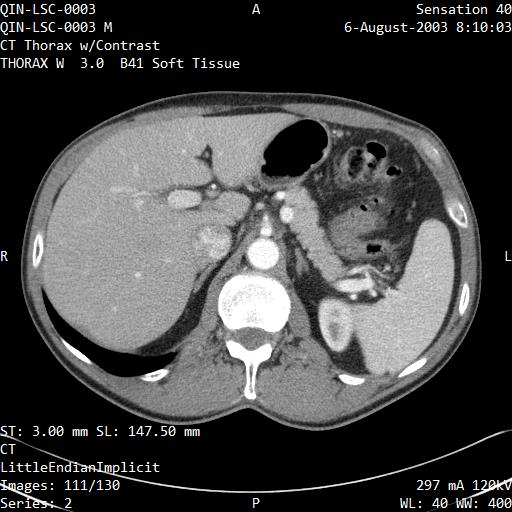 QIN-LSC-0003 A Sensation 40
QIN-LSC-0003 M 6-August-2003 8:10:03
CT Thorax w/Contrast
THORAX W 3.0 B41 Soft Tissue
R L
ST: 3.00 mm SL: 147.50 mm
CT
LittleEndianImplicit
Images: 111/130 297 mA 120kV
Series: 2 P WL: 40 WW: 400